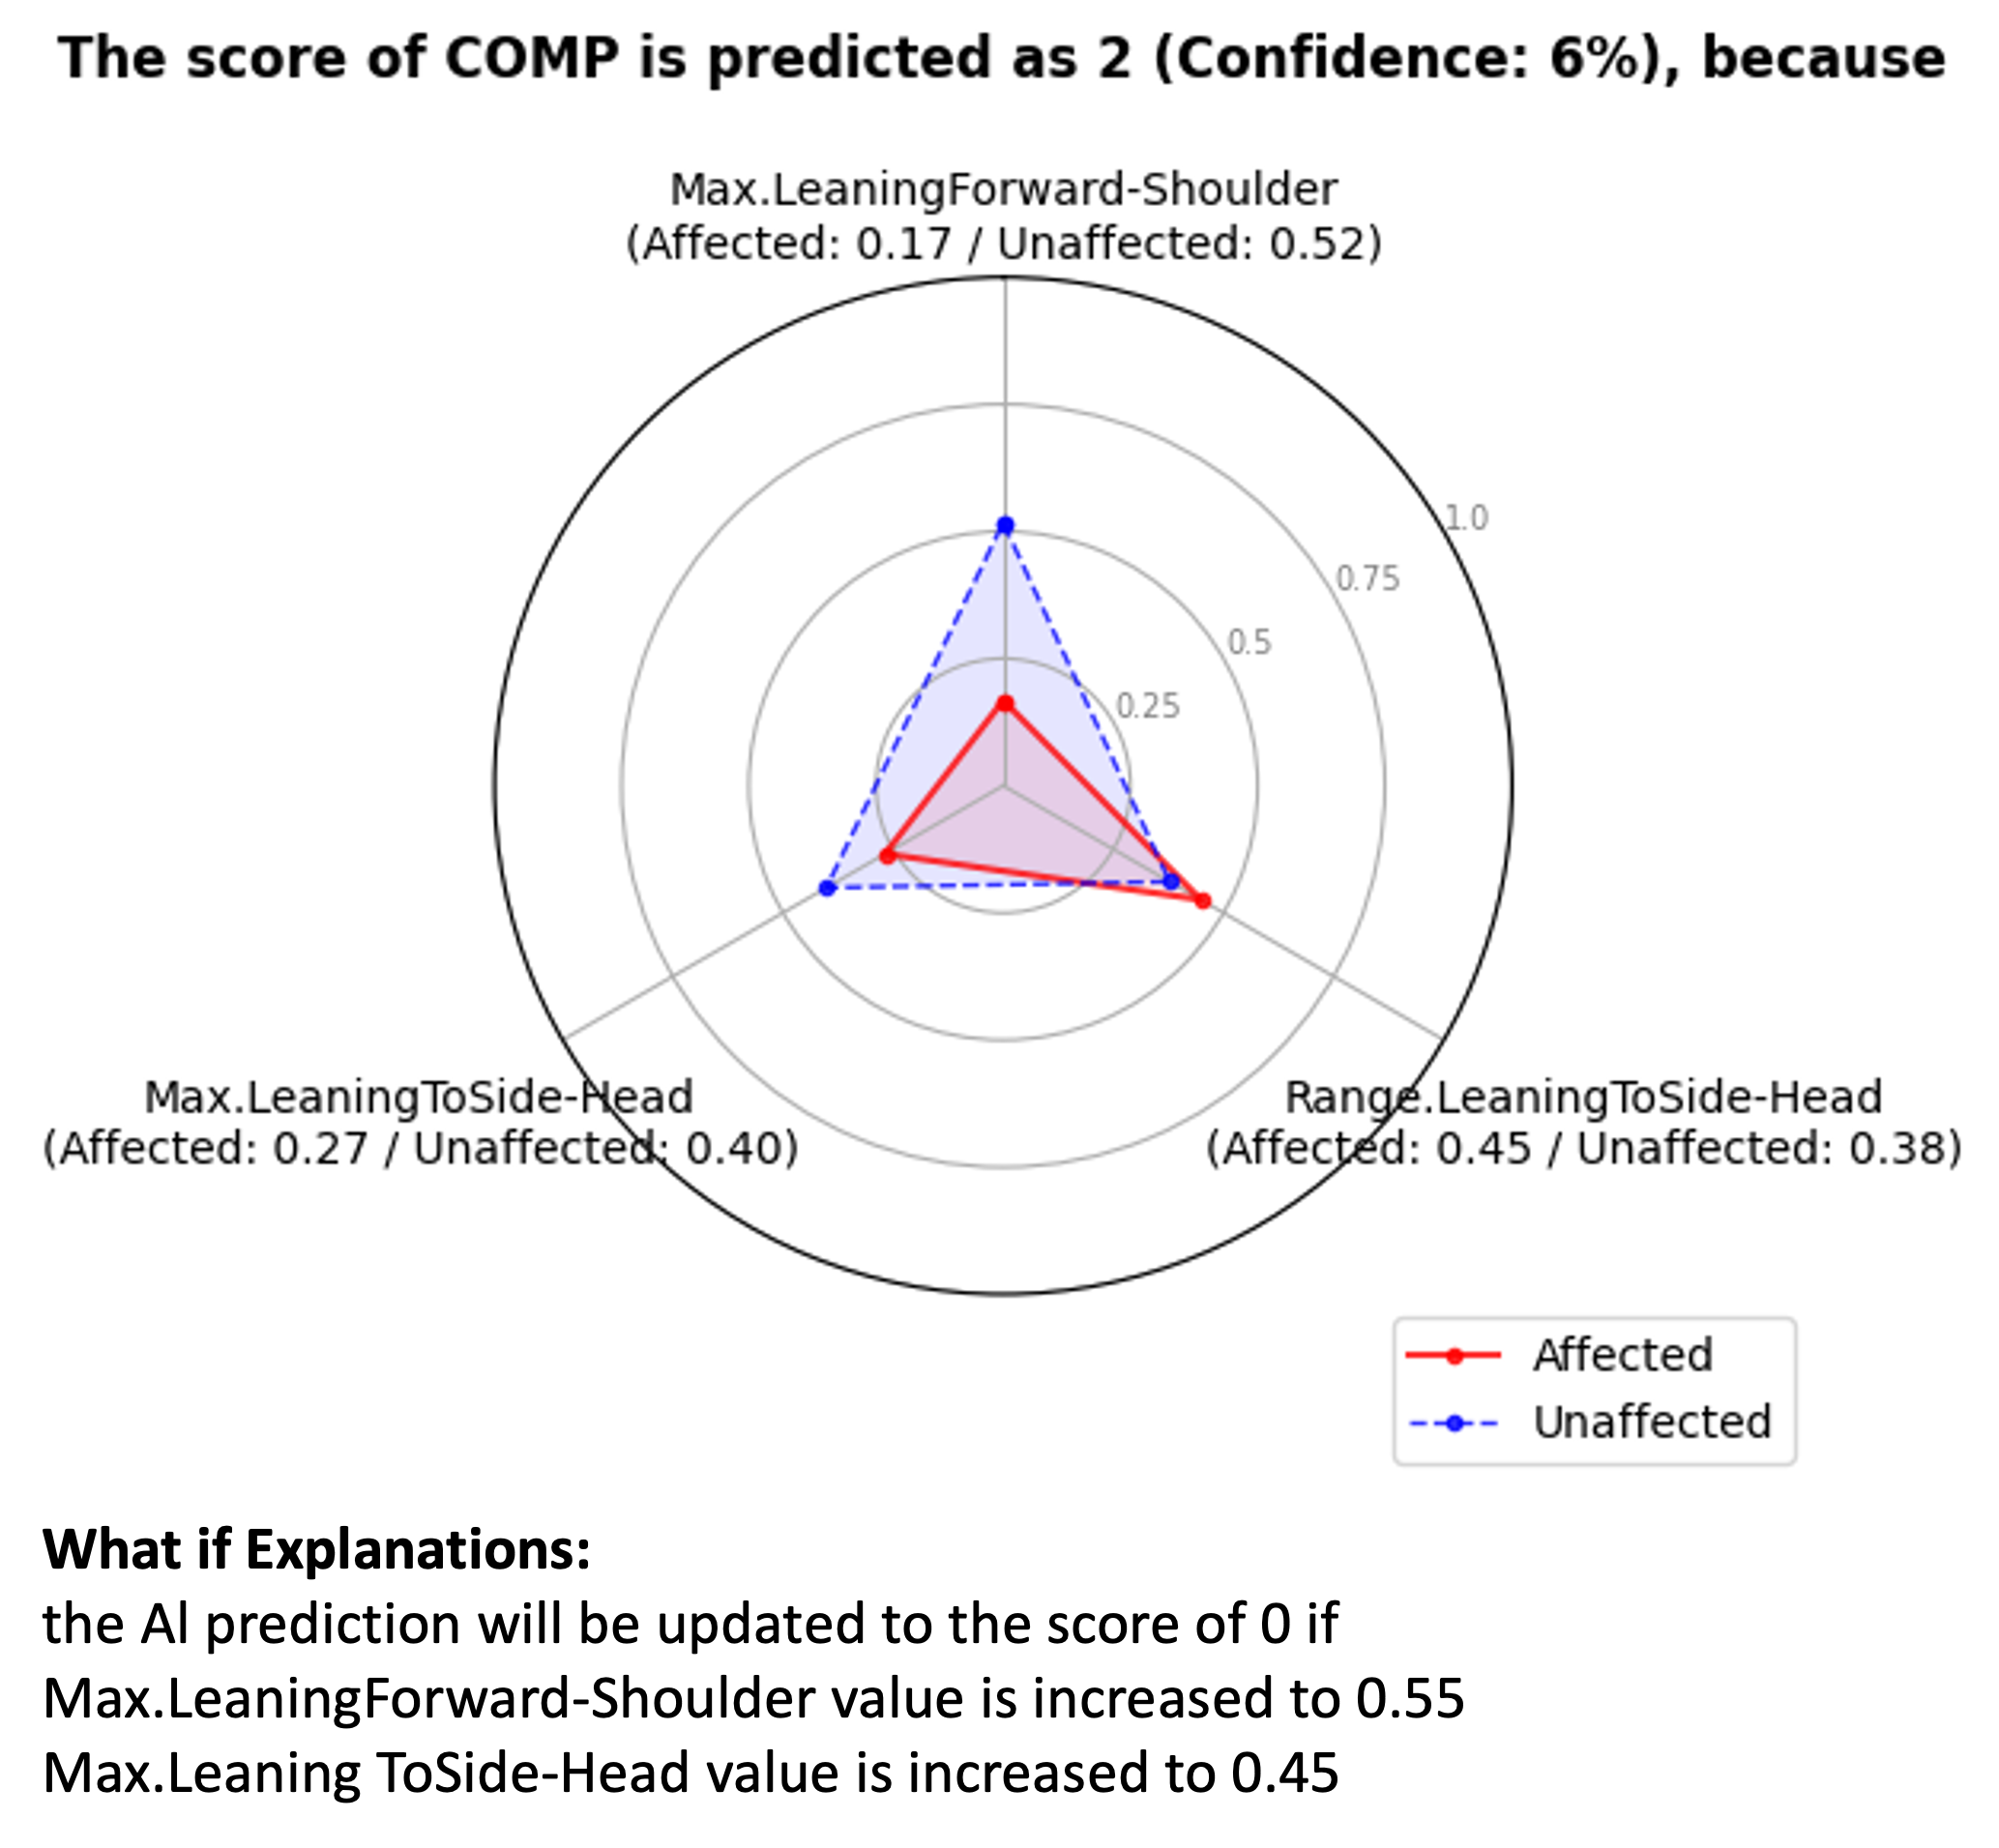 The score of COMP is predicted as 2 (Confidence: 6%), because
Max.LeaningForward-Shoulder
(Affected: 0.17 / Unaffected: 0.52)
1.0
0.75
0.5
0.25
Max.LeaningToSide-Head
(Affected: 0.27 / Unaffected: 0.40)
Range.LeaningToSide-Head
(Affected: 0.45 / Unaffected: 0.38)
Affected
Unaffected
What if Explanations:
the AI prediction will be updated to the score of 0 if
Max.LeaningForward-Shoulder value is increased to 0.55
Max.Leaning ToSide-Head value is increased to 0.45